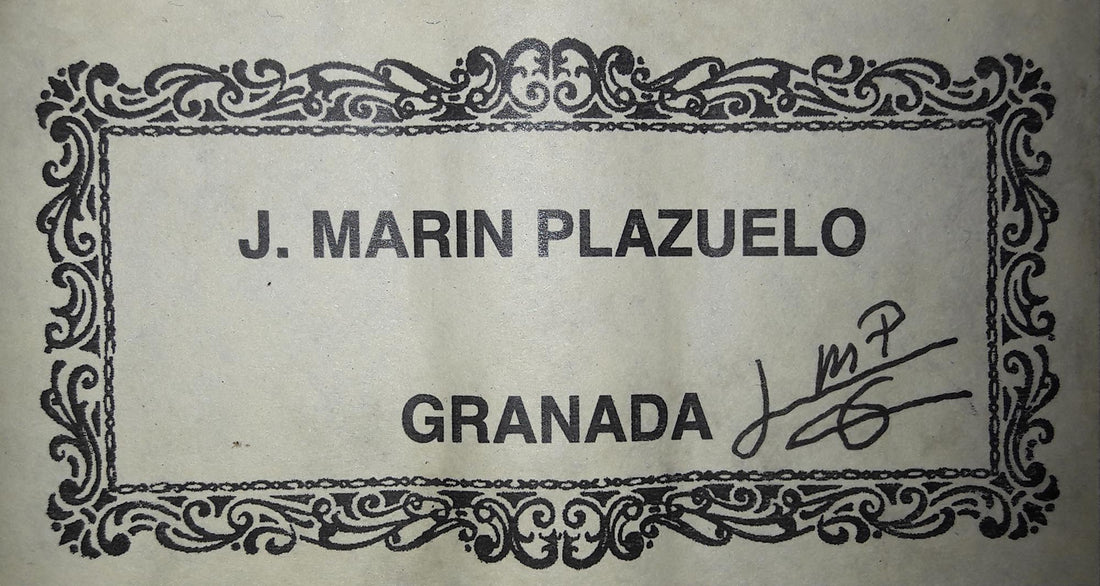 J. MARIN PLAZUELO
GRANADA
J M P